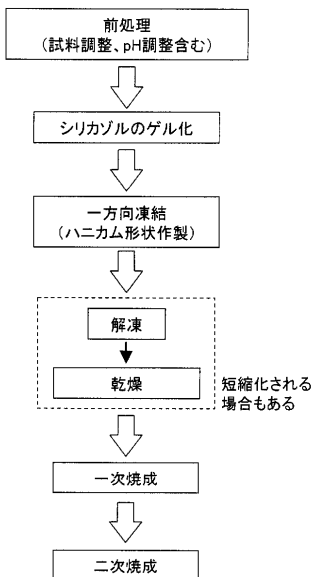 前処理
（試料調整、pH調整含む）
シリカゾルのゲル化
一方向凍結
（ハニカム形状作製）
解凍
乾燥
短縮化される
場合もある
一次焼成
二次焼成